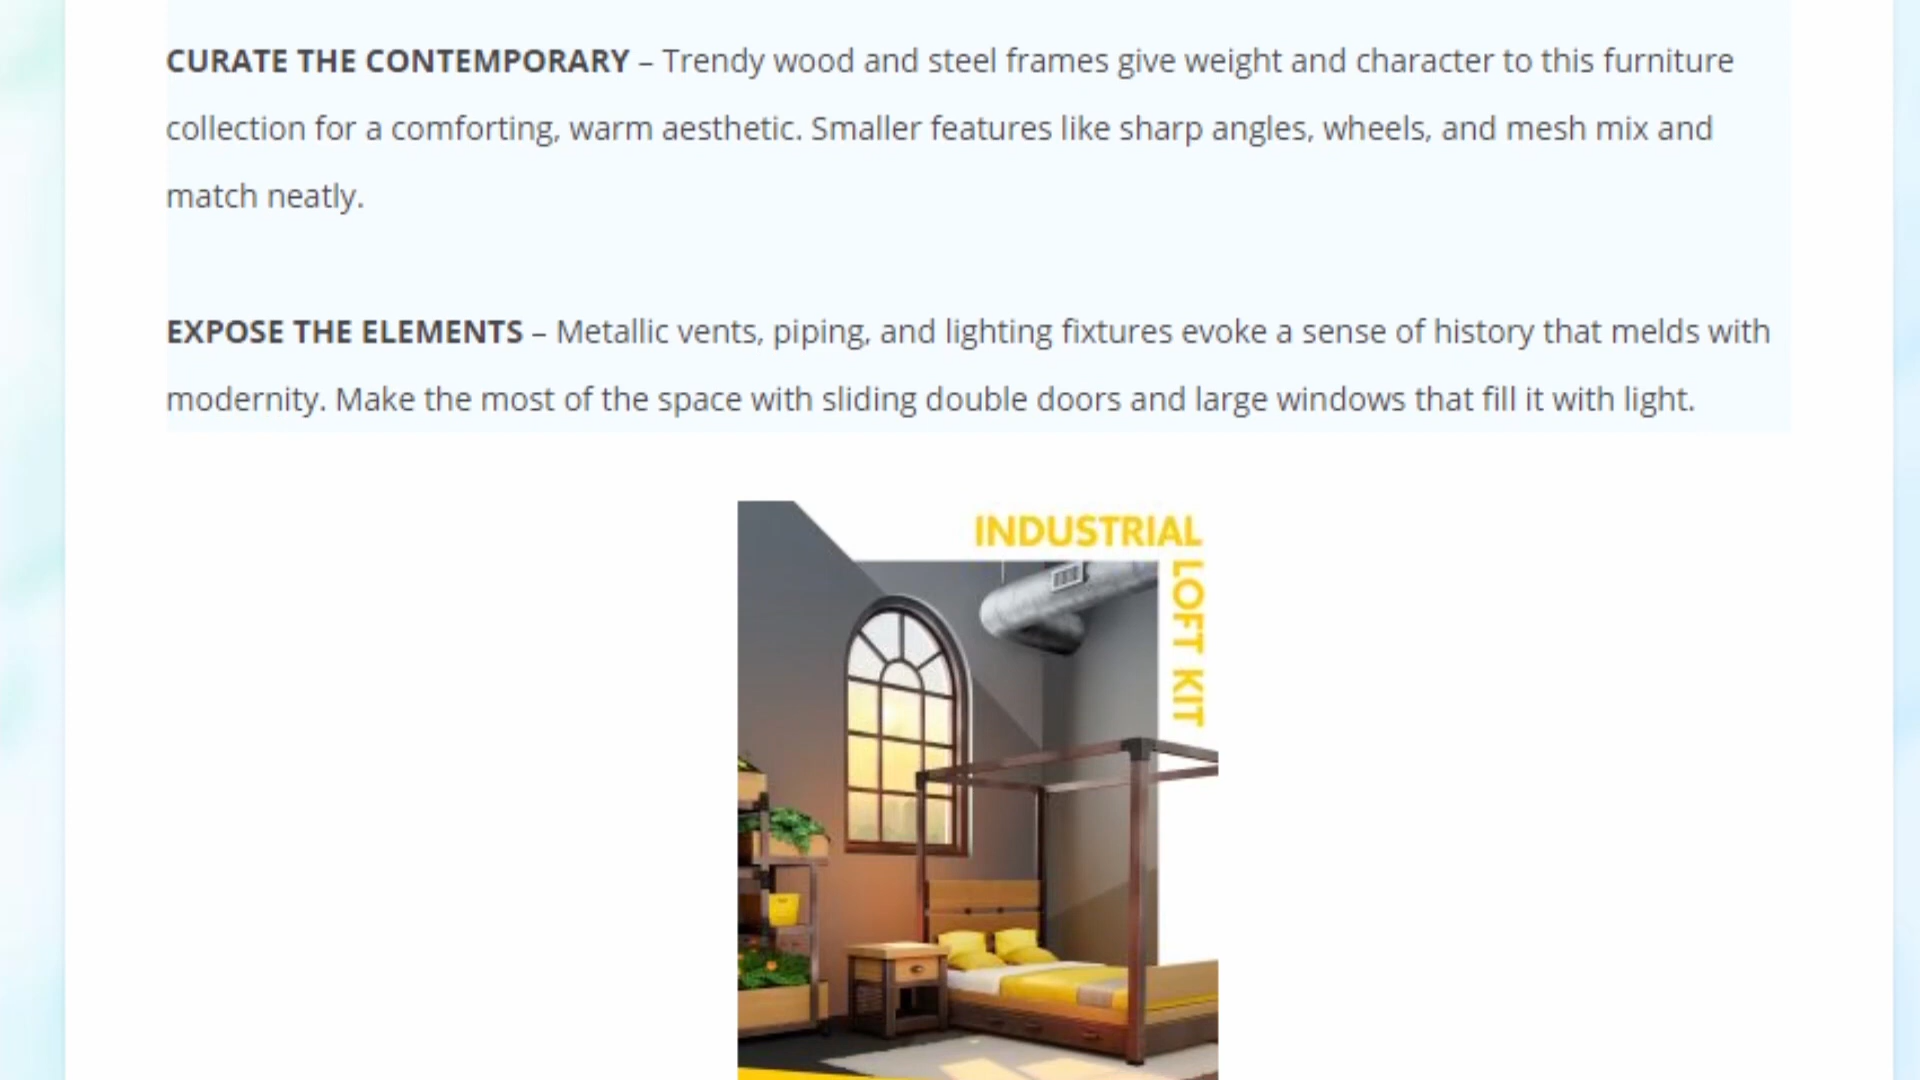 CURATE THE CONTEMPORARY – Trendy wood and steel frames give weight and character to this furniture
collection for a comforting, warm aesthetic. Smaller features like sharp angles, wheels, and mesh mix and
match neatly.
EXPOSE THE ELEMENTS – Metallic vents, piping, and lighting fixtures evoke a sense of history that melds with
modernity. Make the most of the space with sliding double doors and large windows that fill it with light.
INDUSTRIAL
LOFT KIT